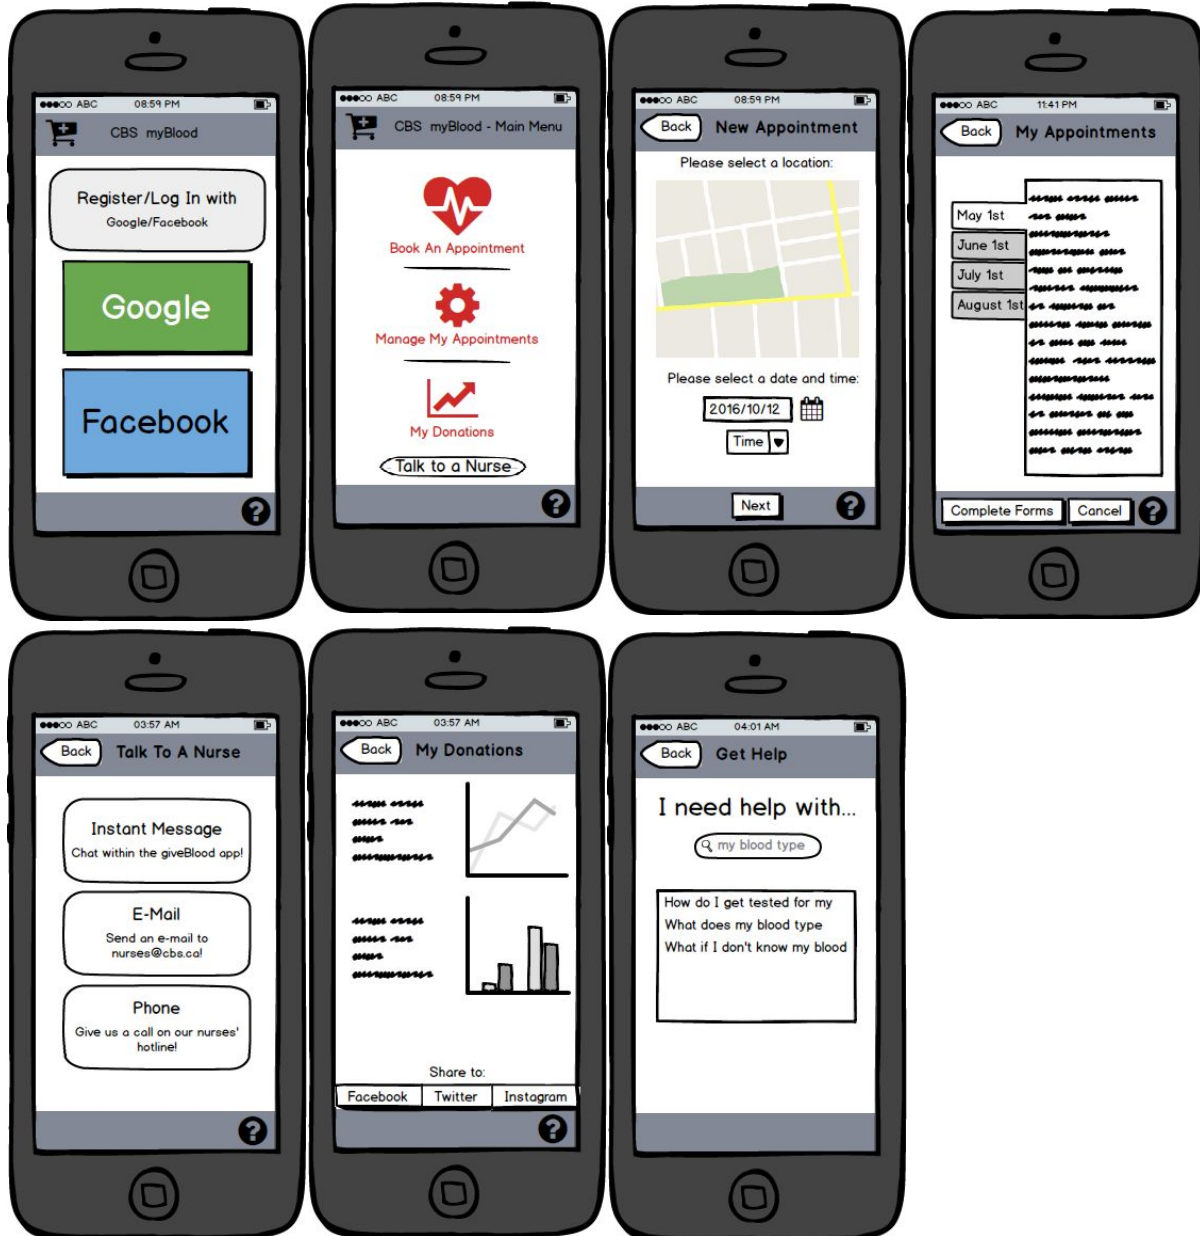 ABC 08:59 PM
CBS myBlood
Register/Log In with
Google/Facebook
Google
Facebook
?
ABC 08:59 PM
CBS myBlood - Main Menu
Book An Appointment
Manage My Appointments
My Donations
Talk to a Nurse
?
ABC 08:59 PM
Back New Appointment
Please select a location:
Please select a date and time:
2016/10/12
Time
Next ?
ABC 11:41 PM
Back My Appointments
May 1st
June 1st
July 1st
August 1st
Complete Forms Cancel ?
ABC 03:57 AM
Back Talk To A Nurse
Instant Message
Chat within the giveBlood app!
E-Mail
Send an e-mail to
nurses@cbs.ca!
Phone
Give us a call on our nurses'
hotline!
?
ABC 03:57 AM
Back My Donations
Share to:
Facebook Twitter Instagram
?
ABC 04:01 AM
Back Get Help
I need help with...
my blood type
How do I get tested for my
What does my blood type
What if I don't know my blood